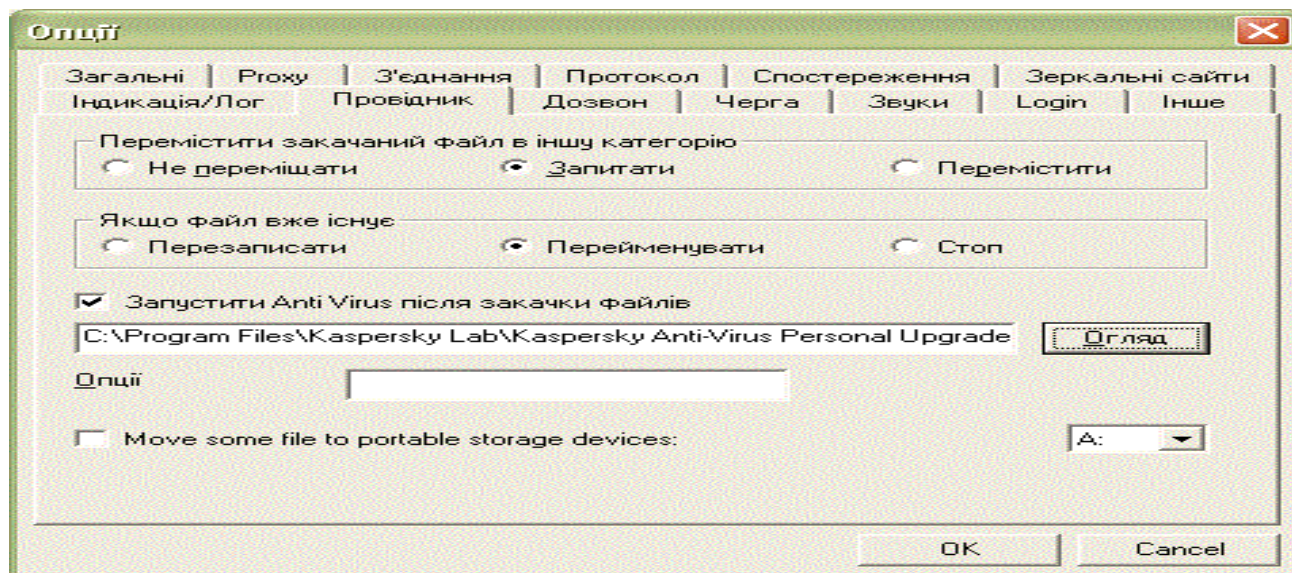 Опції
Загальні Proxy З'єднання Протокол Спостереження Зеркальні сайти
Індикація/Лог Провідник Дозвон Черга Звуки Login Інше
Перемістити закачаний файл в іншу категорію
Не переміщати Запитати Перемістити
Якщо файл вже існує
Перезаписати Перейменувати Стоп
Запустити Anti Virus після закачки файлів
C:\Program Files\Kaspersky Lab\Kaspersky Anti-Virus Personal Upgrade Огляд
Опції
Move some file to portable storage devices: A:
OK Cancel